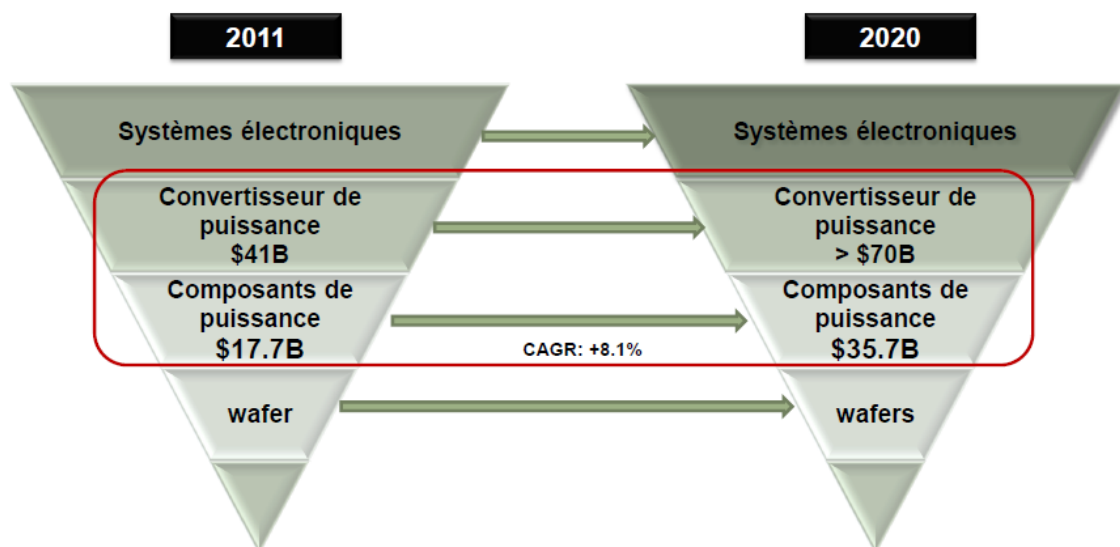 2011
2020
Systèmes électroniques
Systèmes électroniques
Convertisseur de
puissance
$41B
Convertisseur de
puissance
> $70B
Composants de
puissance
$17.7B
CAGR: +8.1%
Composants de
puissance
$35.7B
wafer
wafers